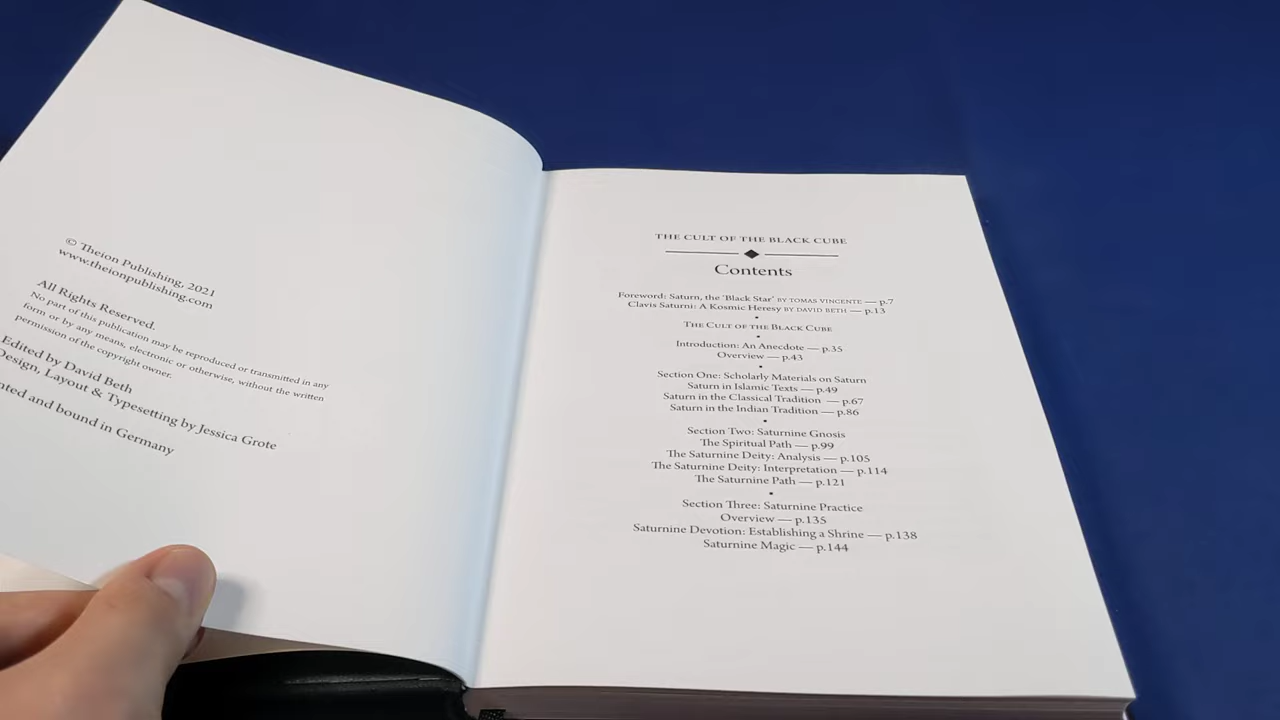 © Theion Publishing, 2021
www.theionpublishing.com
All Rights Reserved.
No part of this publication may be reproduced or transmitted in any
form or by any means, electronic or otherwise, without the written
permission of the copyright owner.
Edited by David Beth
Design, Layout & Typesetting by Jessica Grote
nted and bound in Germany
THE CULT OF THE BLACK CUBE
Contents
Foreword: Saturn, the 'Black Star' BY TOMAS VINCENTE — p.7
Clavis Saturni: A Kosmic Heresy BY DAVID BETH — p.13
THE CULT OF THE BLACK CUBE
Introduction: An Anecdote — p.35
Overview — p.43
Section One: Scholarly Materials on Saturn
Saturn in Islamic Texts — p.49
Saturn in the Classical Tradition — p.67
Saturn in the Indian Tradition — p.86
Section Two: Saturnine Gnosis
The Spiritual Path — p.99
The Saturnine Deity: Analysis — p.105
The Saturnine Deity: Interpretation — p.114
The Saturnine Path — p.121
Section Three: Saturnine Practice
Overview — p.135
Saturnine Devotion: Establishing a Shrine — p.138
Saturnine Magic — p.144